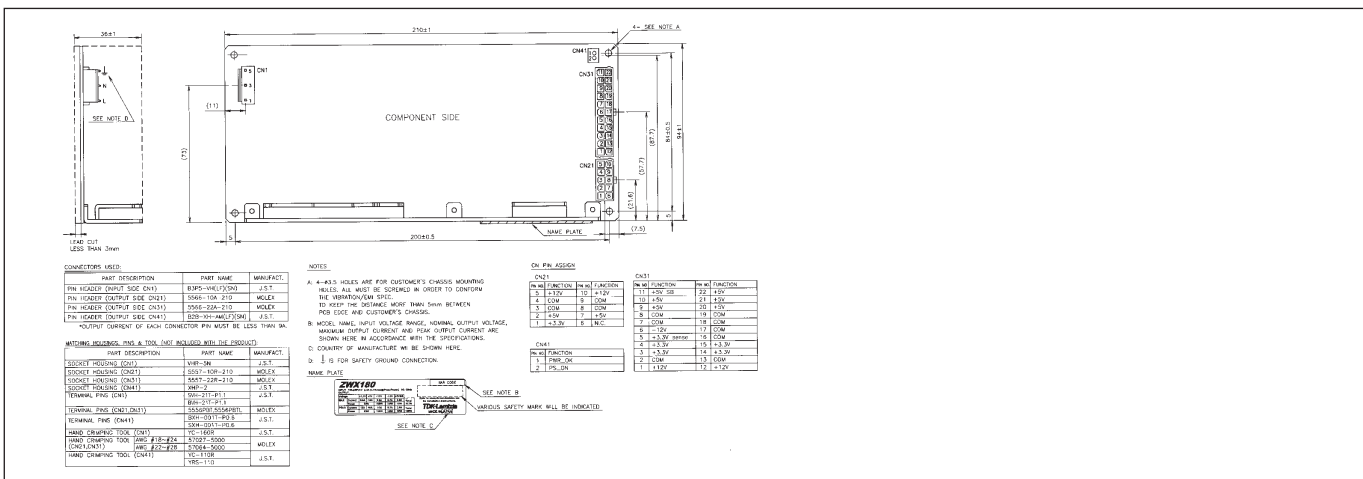 36±1
210±1
4- SEE NOTE A
CN41
CN1
5
3
1
N
L
SEE NOTE D
(11)
(73)
COMPONENT SIDE
CN31
CN21
(21.6)
(57.7)
(87.7)
84±0.5
94±1
5
LEAD CUT
LESS THAN 3mm
5
200±0.5
NAME PLATE
(7.5)
CONNECTORS USED:
PART DESCRIPTION PART NAME MANUFACT.
PIN HEADER (INPUT SIDE CN1) B3P5-VH(LF)(SN) J.S.T.
PIN HEADER (OUTPUT SIDE CN21) 5566-10A-210 MOLEX
PIN HEADER (OUTPUT SIDE CN31) 5566-22A-210 MOLEX
PIN HEADER (OUTPUT SIDE CN41) B2B-XH-AM(LF)(SN) J.S.T.
*OUTPUT CURRENT OF EACH CONNECTOR PIN MUST BE LESS THAN 9A.
MATCHING HOUSINGS, PINS & TOOL (NOT INCLUDED WITH THE PRODUCT):
PART DESCRIPTION PART NAME MANUFACT.
SOCKET HOUSING (CN1) VHR-5N J.S.T.
SOCKET HOUSING (CN21) 5557-10R-210 MOLEX
SOCKET HOUSING (CN31) 5557-22R-210 MOLEX
SOCKET HOUSING (CN41) XHP-2 J.S.T.
TERMINAL PINS (CN1) SVH-21T-P1.1 J.S.T.
BVH-21T-P1.1
TERMINAL PINS (CN21,CN31) 5556PBT,5556PBTL MOLEX
TERMINAL PINS (CN41) BXH-001T-P0.6 J.S.T.
SXH-001T-P0.6
HAND CRIMPING TOOL (CN1) YC-160R J.S.T.
HAND CRIMPING TOOL (CN21,CN31) AWG #18~#24 57027-5000 MOLEX
AWG #22~#28 57064-5000
HAND CRIMPING TOOL (CN41) YC-110R J.S.T.
YRS-110
NOTES
A: 4-ø3.5 HOLES ARE FOR CUSTOMER'S CHASSIS MOUNTING
HOLES. ALL MUST BE SCREWED IN ORDER TO CONFORM
THE VIBRATION/EMI SPEC.
TO KEEP THE DISTANCE MORE THAN 5mm BETWEEN
PCB EDGE AND CUSTOMER'S CHASSIS.
B: MODEL NAME, INPUT VOLTAGE RANGE, NOMINAL OUTPUT VOLTAGE,
MAXIMUM OUTPUT CURRENT AND PEAK OUTPUT CURRENT ARE
SHOWN HERE IN ACCORDANCE WITH THE SPECIFICATIONS.
C: COUNTRY OF MANUFACTURE WILL BE SHOWN HERE.
D: IS FOR SAFETY GROUND CONNECTION.
NAME PLATE
ZWX180
BAR CODE
TDK-Lambda
SEE NOTE B
VARIOUS SAFETY MARK WILL BE INDICATED
SEE NOTE C
CN PIN ASSIGN
CN21
PIN NO. FUNCTION PIN NO. FUNCTION
5 +12V 10 +12V
4 COM 9 COM
3 COM 8 COM
2 +5V 7 +5V
1 +3.3V 6 N.C.
CN41
PIN NO. FUNCTION
1 PWR_OK
2 PS_ON
CN31
PIN NO. FUNCTION PIN NO. FUNCTION
11 +5V SB 22 +5V
10 +5V 21 +5V
9 +5V 20 +5V
8 COM 19 COM
7 COM 18 COM
6 -12V 17 COM
5 +3.3V sense 16 COM
4 +3.3V 15 +3.3V
3 +3.3V 14 +3.3V
2 COM 13 COM
1 +12V 12 +12V